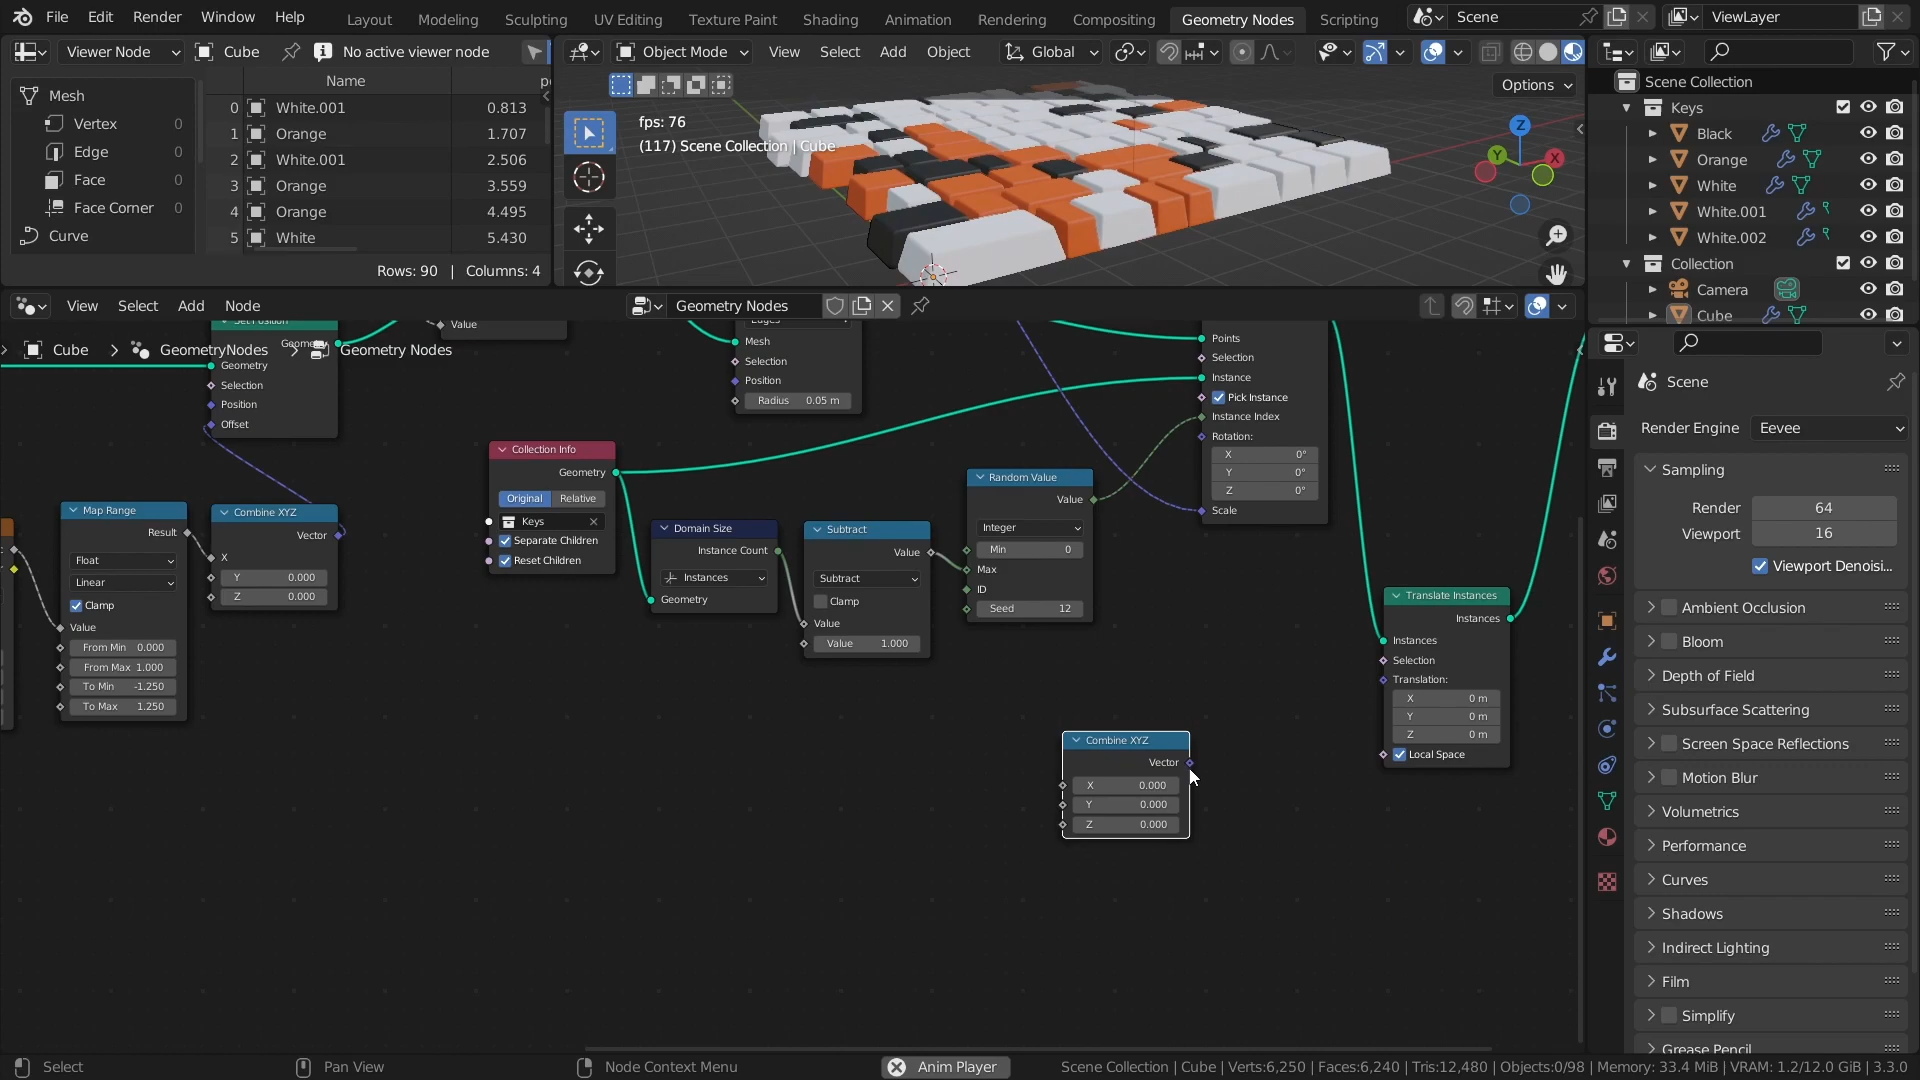 File Edit Render Window Help
Layout Modeling Sculpting UV Editing Texture Paint Shading Animation Rendering Compositing Geometry Nodes Scripting
Scene ViewLayer
Viewer Node Cube No active viewer node
Object Mode View Select Add Object Global
Options
Name
Mesh
Vertex 0
Edge 0
Face 0
Face Corner 0
Curve
0 White.001 0.813
1 Orange 1.707
2 White.001 2.506
3 Orange 3.559
4 Orange 4.495
5 White 5.430
Rows: 90 | Columns: 4
fps: 76
(117) Scene Collection | Cube
Z
Y
X
Scene Collection
Keys
Black
Orange
White
White.001
White.002
Collection
Camera
Cube
View Select Add Node
Geometry Nodes
Cube > GeometryNodes > Geometry Nodes
Geometry
Selection
Position
Offset
Value
Mesh
Selection
Position
Radius 0.05 m
Points
Selection
Instance
Pick Instance
Instance Index
Rotation:
X 0°
Y 0°
Z 0°
Scale
Map Range
Result
Float
Linear
Clamp
Value
From Min 0.000
From Max 1.000
To Min -1.250
To Max 1.250
Combine XYZ
Vector
X
Y 0.000
Z 0.000
Collection Info
Geometry
Original Relative
Keys
Separate Children
Reset Children
Domain Size
Instance Count
Instances
Geometry
Subtract
Value
Subtract
Clamp
Value
Value 1.000
Random Value
Value
Integer
Min 0
Max
ID
Seed 12
Combine XYZ
Vector
X 0.000
Y 0.000
Z 0.000
Translate Instances
Instances
Instances
Selection
Translation:
X 0 m
Y 0 m
Z 0 m
Local Space
Scene
Render Engine Eevee
Sampling
Render 64
Viewport 16
Viewport Denoisi...
Ambient Occlusion
Bloom
Depth of Field
Subsurface Scattering
Screen Space Reflections
Motion Blur
Volumetrics
Performance
Curves
Shadows
Indirect Lighting
Film
Simplify
Grease Pencil
Select Pan View Node Context Menu Anim Player
Scene Collection | Cube | Verts:6,250 | Faces:6,240 | Tris:12,480 | Objects:0/98 | Memory: 33.4 MiB | VRAM: 1.2/12.0 GiB | 3.3.0